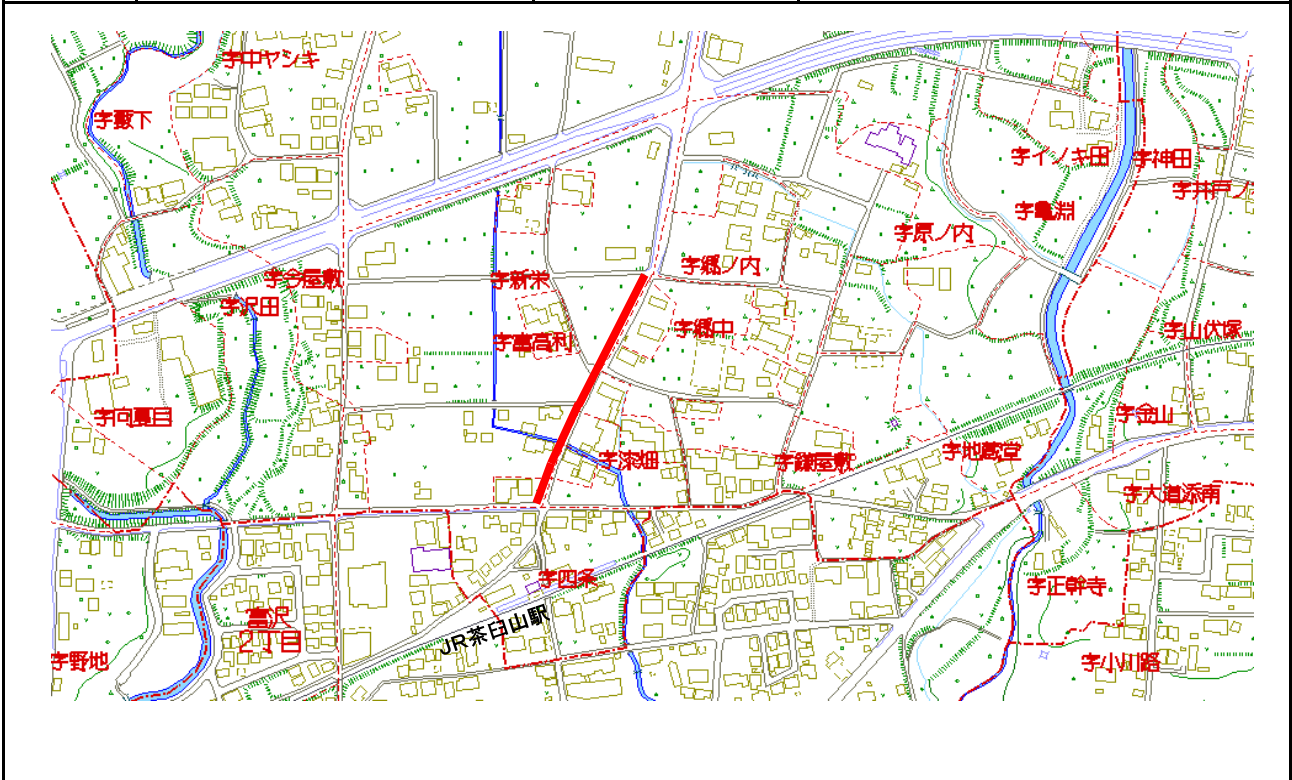 字中ヤシキ
字藪下
字イノキ田
字神田
字井戸ノ
字亀淵
字原ノ内
字郷ノ内
字今屋敷
字新栄
字沢田
字郷中
字山伏塚
字富高利
字向夏目
字金山
字地蔵堂
字漆畑
字鎌屋敷
字大道添南
字四条
字正幹寺
富沢
2丁目
JR茶臼山駅
字野地
字小川路